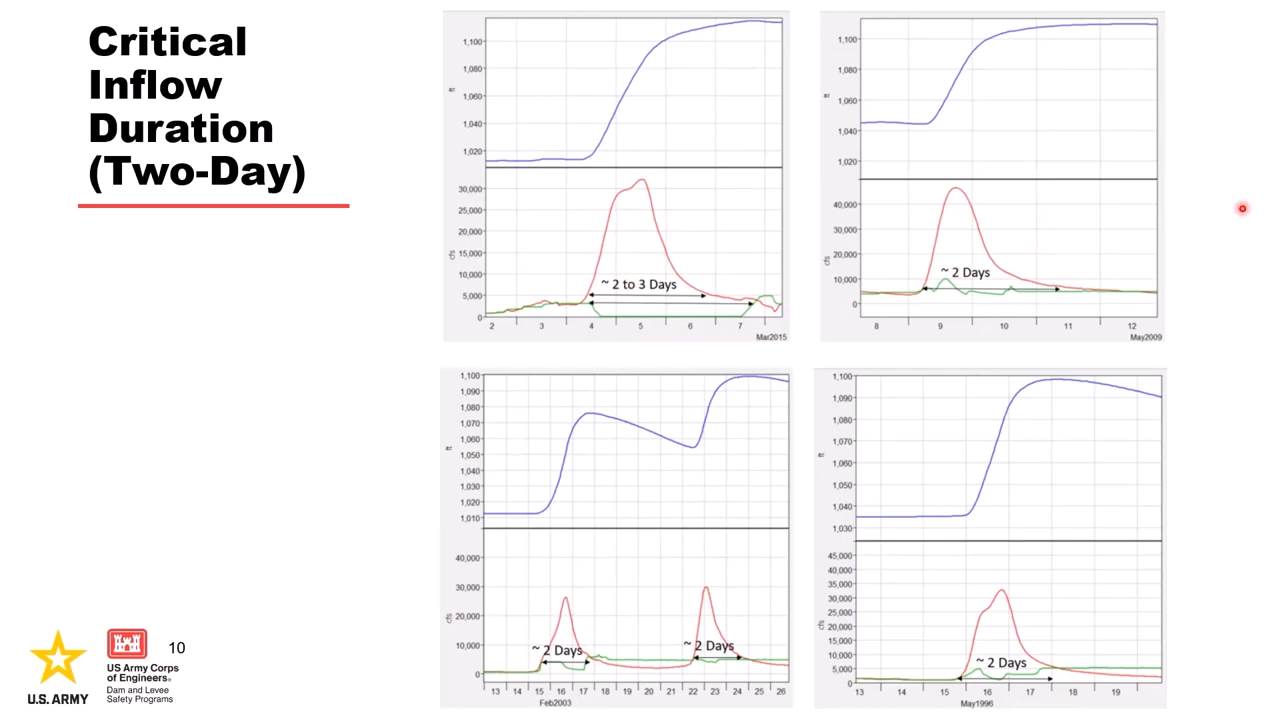 Critical
Inflow
Duration
(Two-Day)
1,100
1,080
1,060
1,040
1,020
ft
30,000
25,000
20,000
15,000
10,000
5,000
0
cfs
~ 2 to 3 Days
2 3 4 5 6 7
Mar2015
1,100
1,080
1,060
1,040
1,020
ft
40,000
30,000
20,000
10,000
0
cfs
~ 2 Days
8 9 10 11 12
May2009
1,100
1,090
1,080
1,070
1,060
1,050
1,040
1,030
1,020
1,010
ft
40,000
30,000
20,000
10,000
0
cfs
~ 2 Days
~ 2 Days
13 14 15 16 17 18 19 20 21 22 23 24 25 26
Feb2003
1,100
1,090
1,080
1,070
1,060
1,050
1,040
1,030
ft
45,000
40,000
35,000
30,000
25,000
20,000
15,000
10,000
5,000
0
cfs
~ 2 Days
13 14 15 16 17 18 19
May1996
U.S. ARMY
10
US Army Corps
of Engineers®
Dam and Levee
Safety Programs